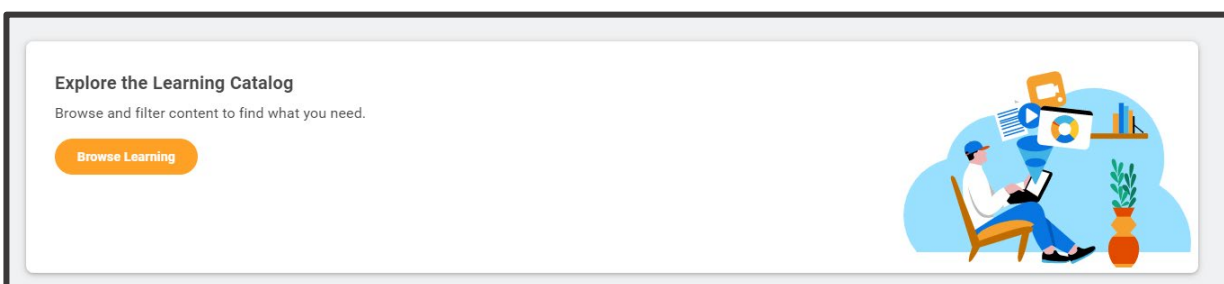 Explore the Learning Catalog
Browse and filter content to find what you need.
Browse Learning